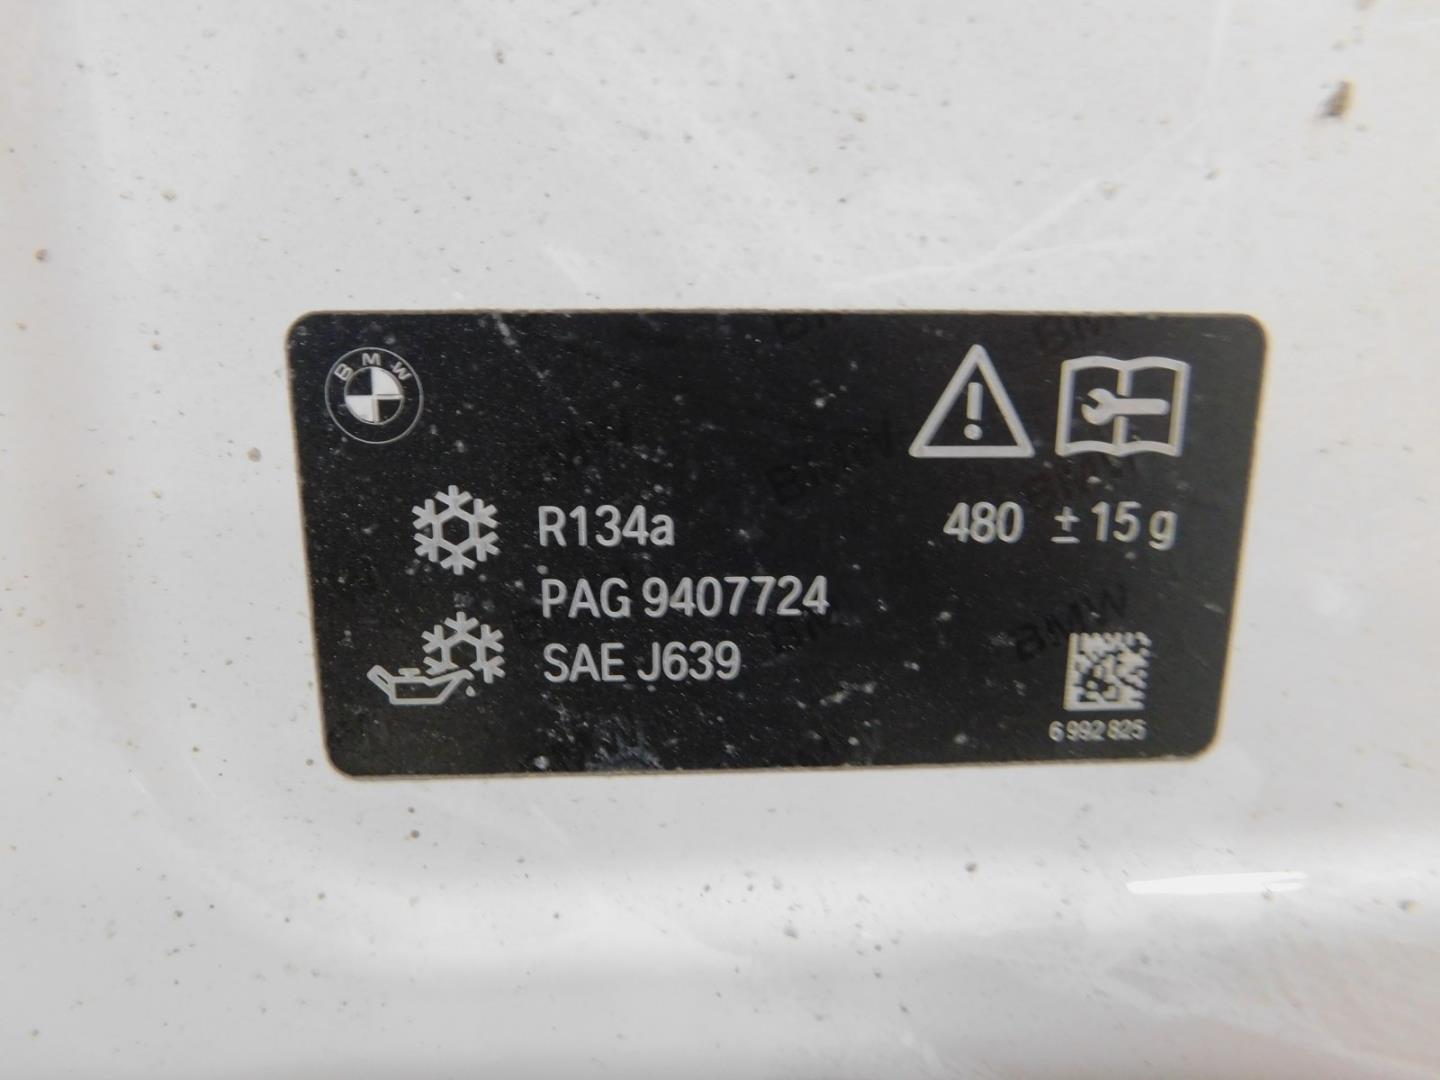 BMW
R134a 480 ± 15 g
PAG 9407724
SAE J639
6 992 825